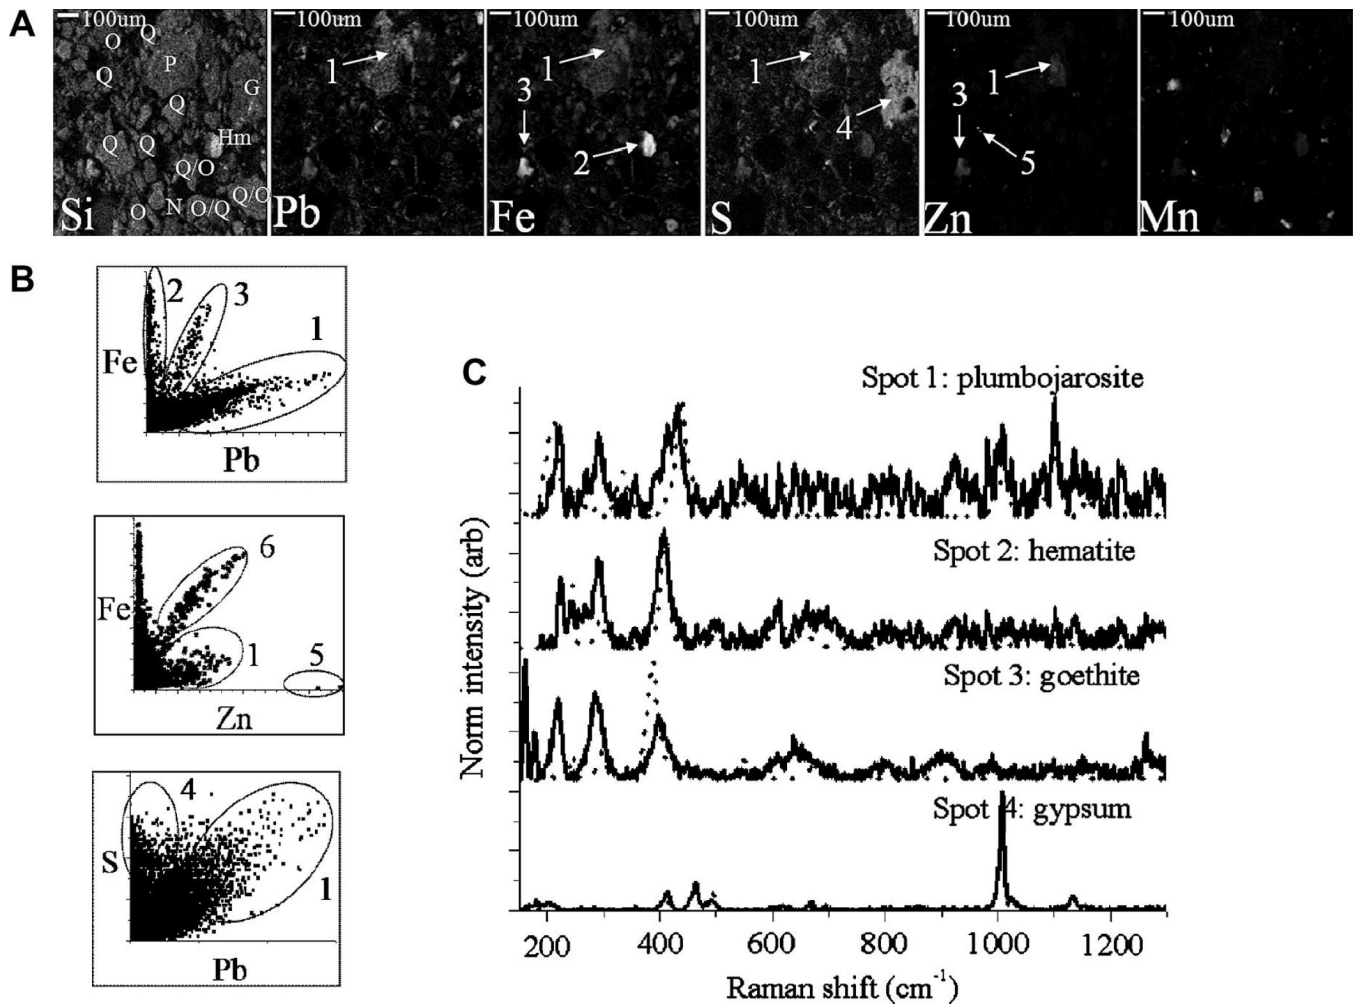 A
100um
100um
100um
100um
100um
100um
O Q
Q P
Q G
Q Q Hm
Q/O
O N O/Q Q/O
Si
1
Pb
1
3
2
Fe
1
4
S
1
3
5
Zn
Mn
B
2 3
1
Fe
Pb
6
Fe
1 5
Zn
4
S
1
Pb
C
Spot 1: plumbojarosite
Spot 2: hematite
Spot 3: goethite
Spot 4: gypsum
Norm intensity (arb)
200 400 600 800 1000 1200
Raman shift (cm⁻¹)